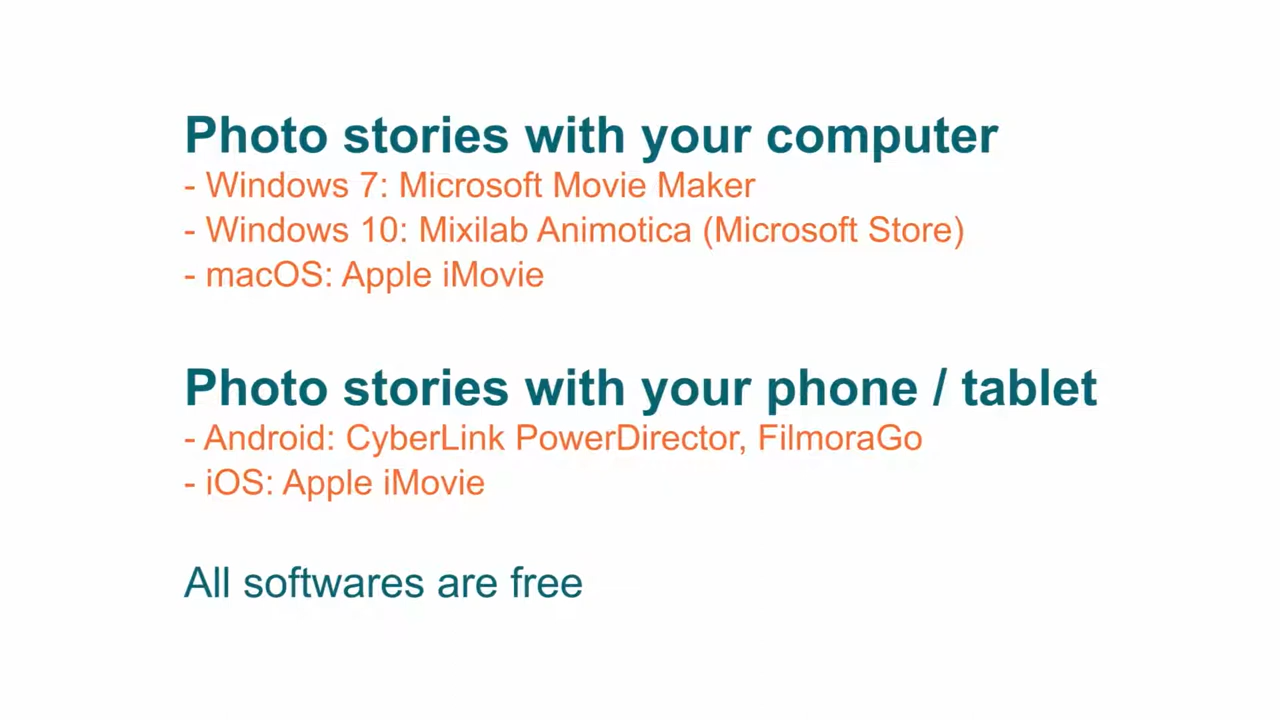 Photo stories with your computer
- Windows 7: Microsoft Movie Maker
- Windows 10: Mixilab Animotica (Microsoft Store)
- macOS: Apple iMovie
Photo stories with your phone / tablet
- Android: CyberLink PowerDirector, FilmoraGo
- iOS: Apple iMovie
All softwares are free